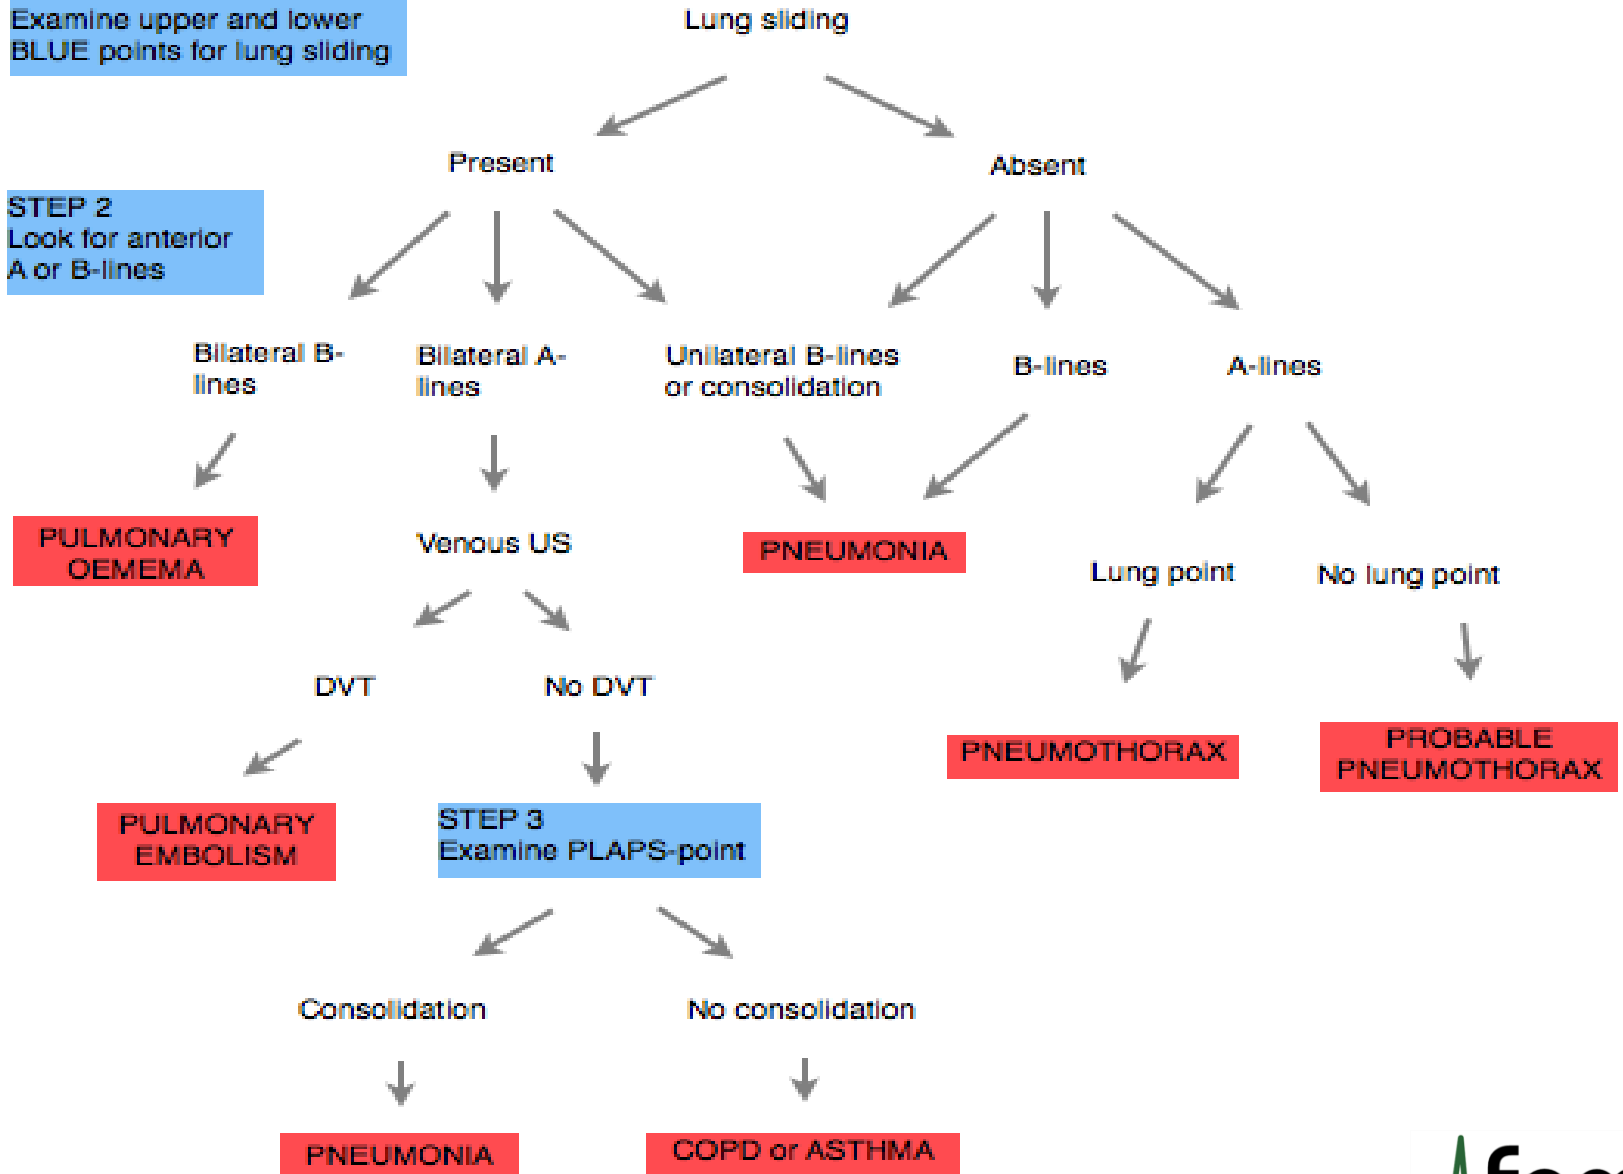 Examine upper and lower
BLUE points for lung sliding
Lung sliding
Present
Absent
STEP 2
Look for anterior
A or B-lines
Bilateral B-
lines
Bilateral A-
lines
Unilateral B-lines
or consolidation
B-lines
A-lines
PULMONARY
OEMEMA
Venous US
PNEUMONIA
Lung point
No lung point
DVT
No DVT
PNEUMOTHORAX
PROBABLE
PNEUMOTHORAX
PULMONARY
EMBOLISM
STEP 3
Examine PLAPS-point
Consolidation
No consolidation
PNEUMONIA
COPD or ASTHMA